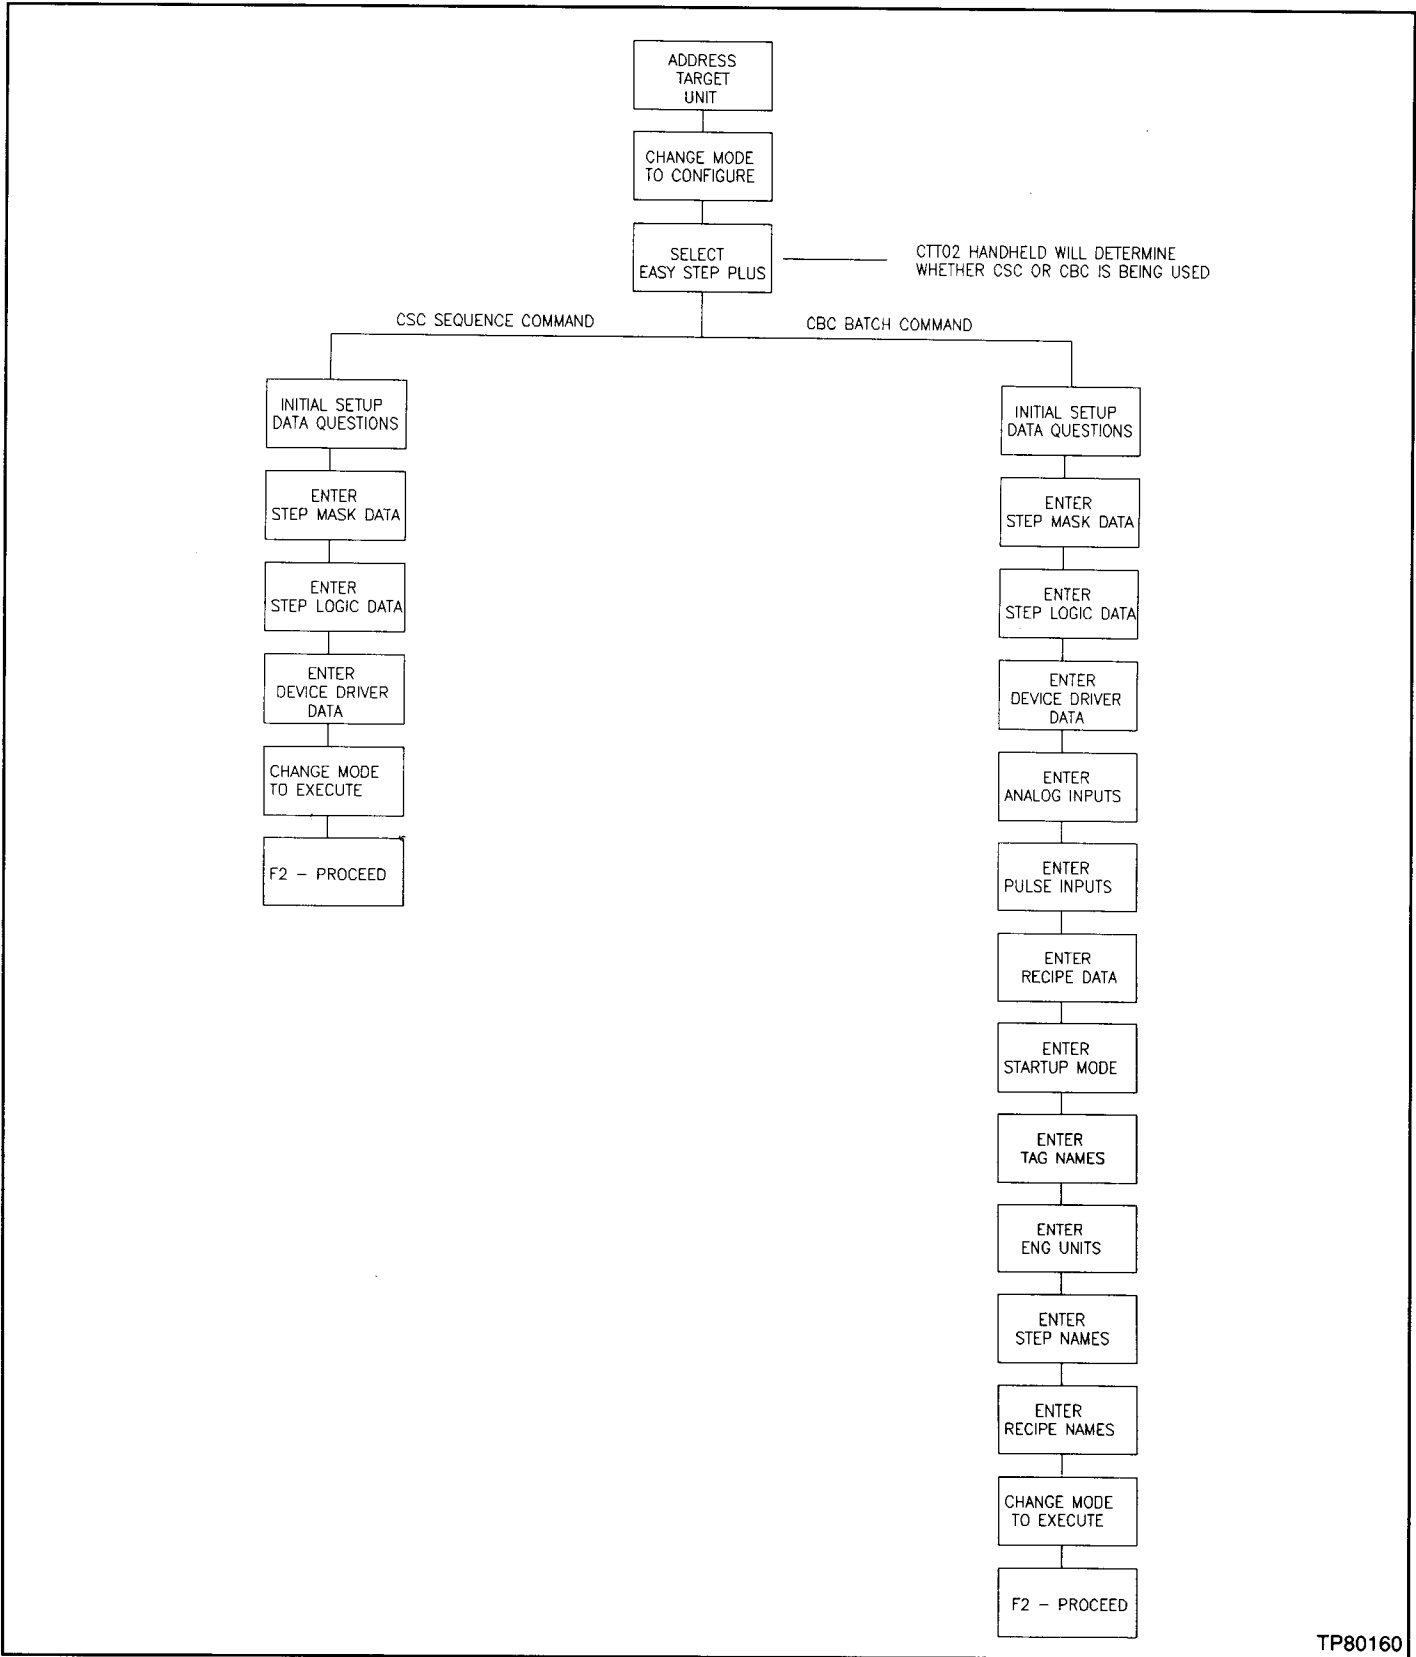 ADDRESS
TARGET
UNIT
CHANGE MODE
TO CONFIGURE
SELECT
EASY STEP PLUS
CTT02 HANDHELD WILL DETERMINE
WHETHER CSC OR CBC IS BEING USED
CSC SEQUENCE COMMAND
CBC BATCH COMMAND
INITIAL SETUP
DATA QUESTIONS
ENTER
STEP MASK DATA
ENTER
STEP LOGIC DATA
ENTER
DEVICE DRIVER
DATA
CHANGE MODE
TO EXECUTE
F2 - PROCEED
INITIAL SETUP
DATA QUESTIONS
ENTER
STEP MASK DATA
ENTER
STEP LOGIC DATA
ENTER
DEVICE DRIVER
DATA
ENTER
ANALOG INPUTS
ENTER
PULSE INPUTS
ENTER
RECIPE DATA
ENTER
STARTUP MODE
ENTER
TAG NAMES
ENTER
ENG UNITS
ENTER
STEP NAMES
ENTER
RECIPE NAMES
CHANGE MODE
TO EXECUTE
F2 - PROCEED
TP80160